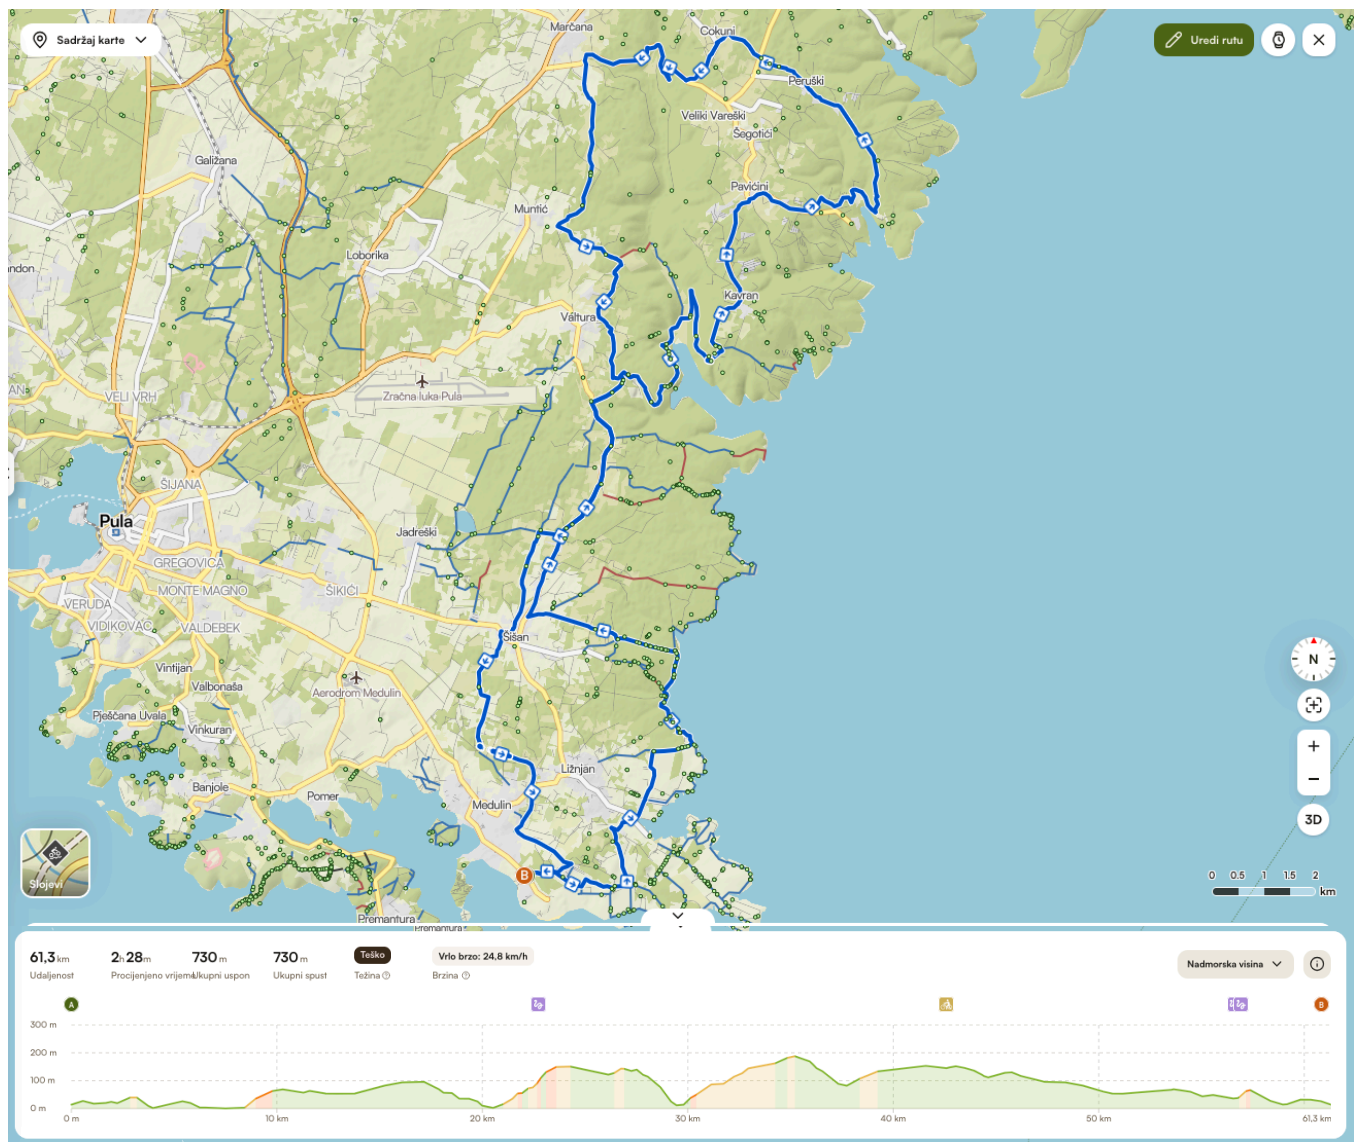 Sadržaj karte
Marčana
Cokuni
Uredi rutu
Peruški
Veliki Vareški
Šegotići
Galižana
Pavićini
Muntić
Loborika
ndon
Kavran
Valtura
AN
VELI VRH
Zračna luka Pula
ŠIJANA
Pula
Jadreški
GREGOVICA
MONTE MAGNO
ŠIKIĆI
VERUDA
VIDIKOVAC
VALDEBEK
Šišan
Vintijan
N
Valbonaša
Aerodrom Medulin
Pješčana Uvala
Vinkuran
+
Ližnjan
−
Banjole
Pomer
Medulin
3D
B
Slojevi
0 0.5 1 1.5 2
km
Premantura
Premantura
61,3 km
Udaljenost
2h 28m
Procijenjeno vrijeme
730 m
Ukupni uspon
730 m
Ukupni spust
Teško
Težina
Vrlo brzo: 24,8 km/h
Brzina
Nadmorska visina
A
B
300 m
200 m
100 m
0 m
0 m 10 km 20 km 30 km 40 km 50 km 61,3 km